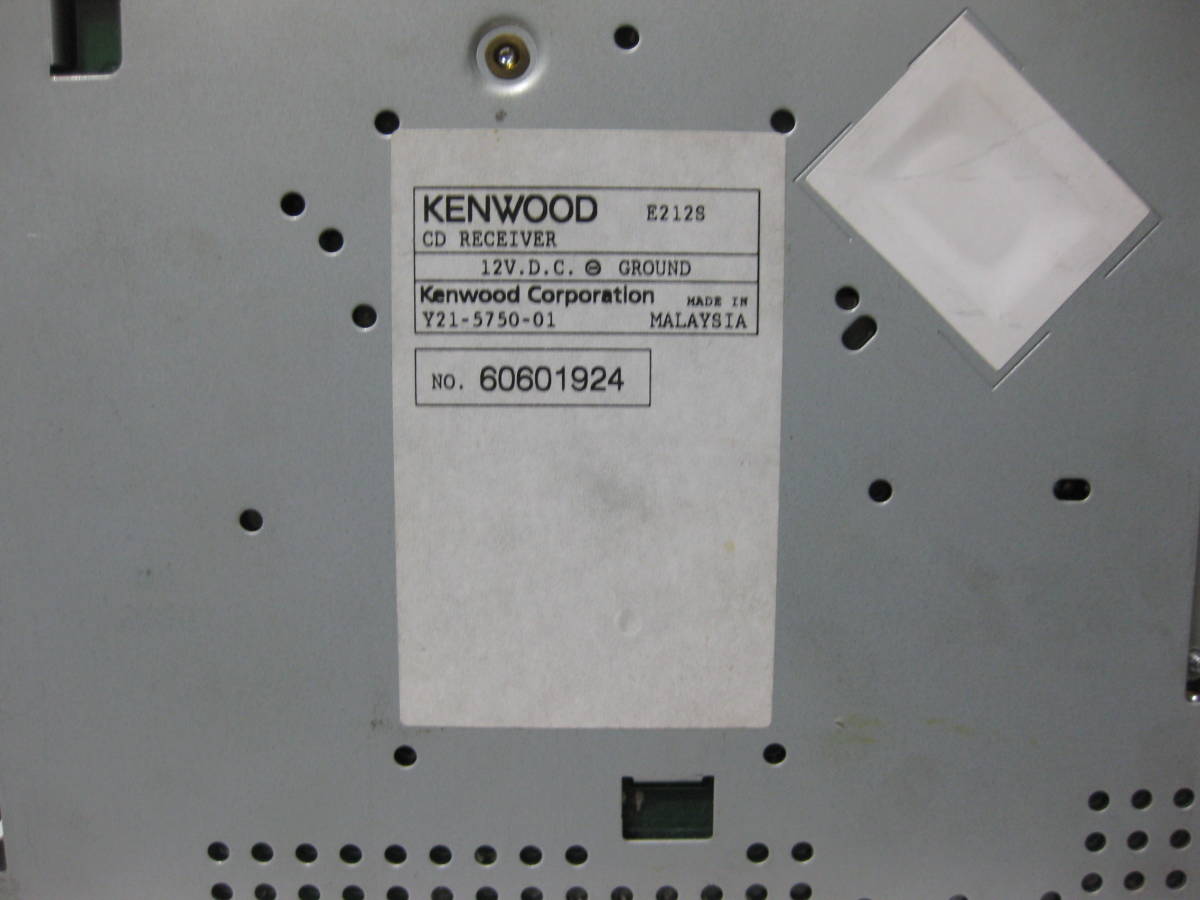 KENWOOD E212S
CD RECEIVER
12V.D.C. ⊖ GROUND
Kenwood Corporation MADE IN
Y21-5750-01 MALAYSIA
NO. 60601924